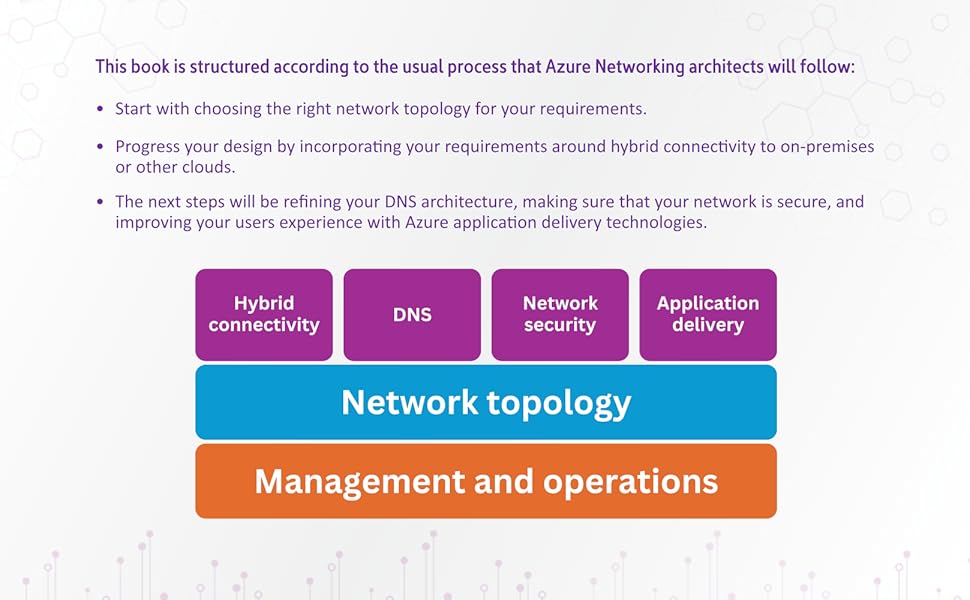 This book is structured according to the usual process that Azure Networking architects will follow:
• Start with choosing the right network topology for your requirements.
• Progress your design by incorporating your requirements around hybrid connectivity to on-premises
or other clouds.
• The next steps will be refining your DNS architecture, making sure that your network is secure, and
improving your users experience with Azure application delivery technologies.
Hybrid
connectivity
DNS
Network
security
Application
delivery
Network topology
Management and operations